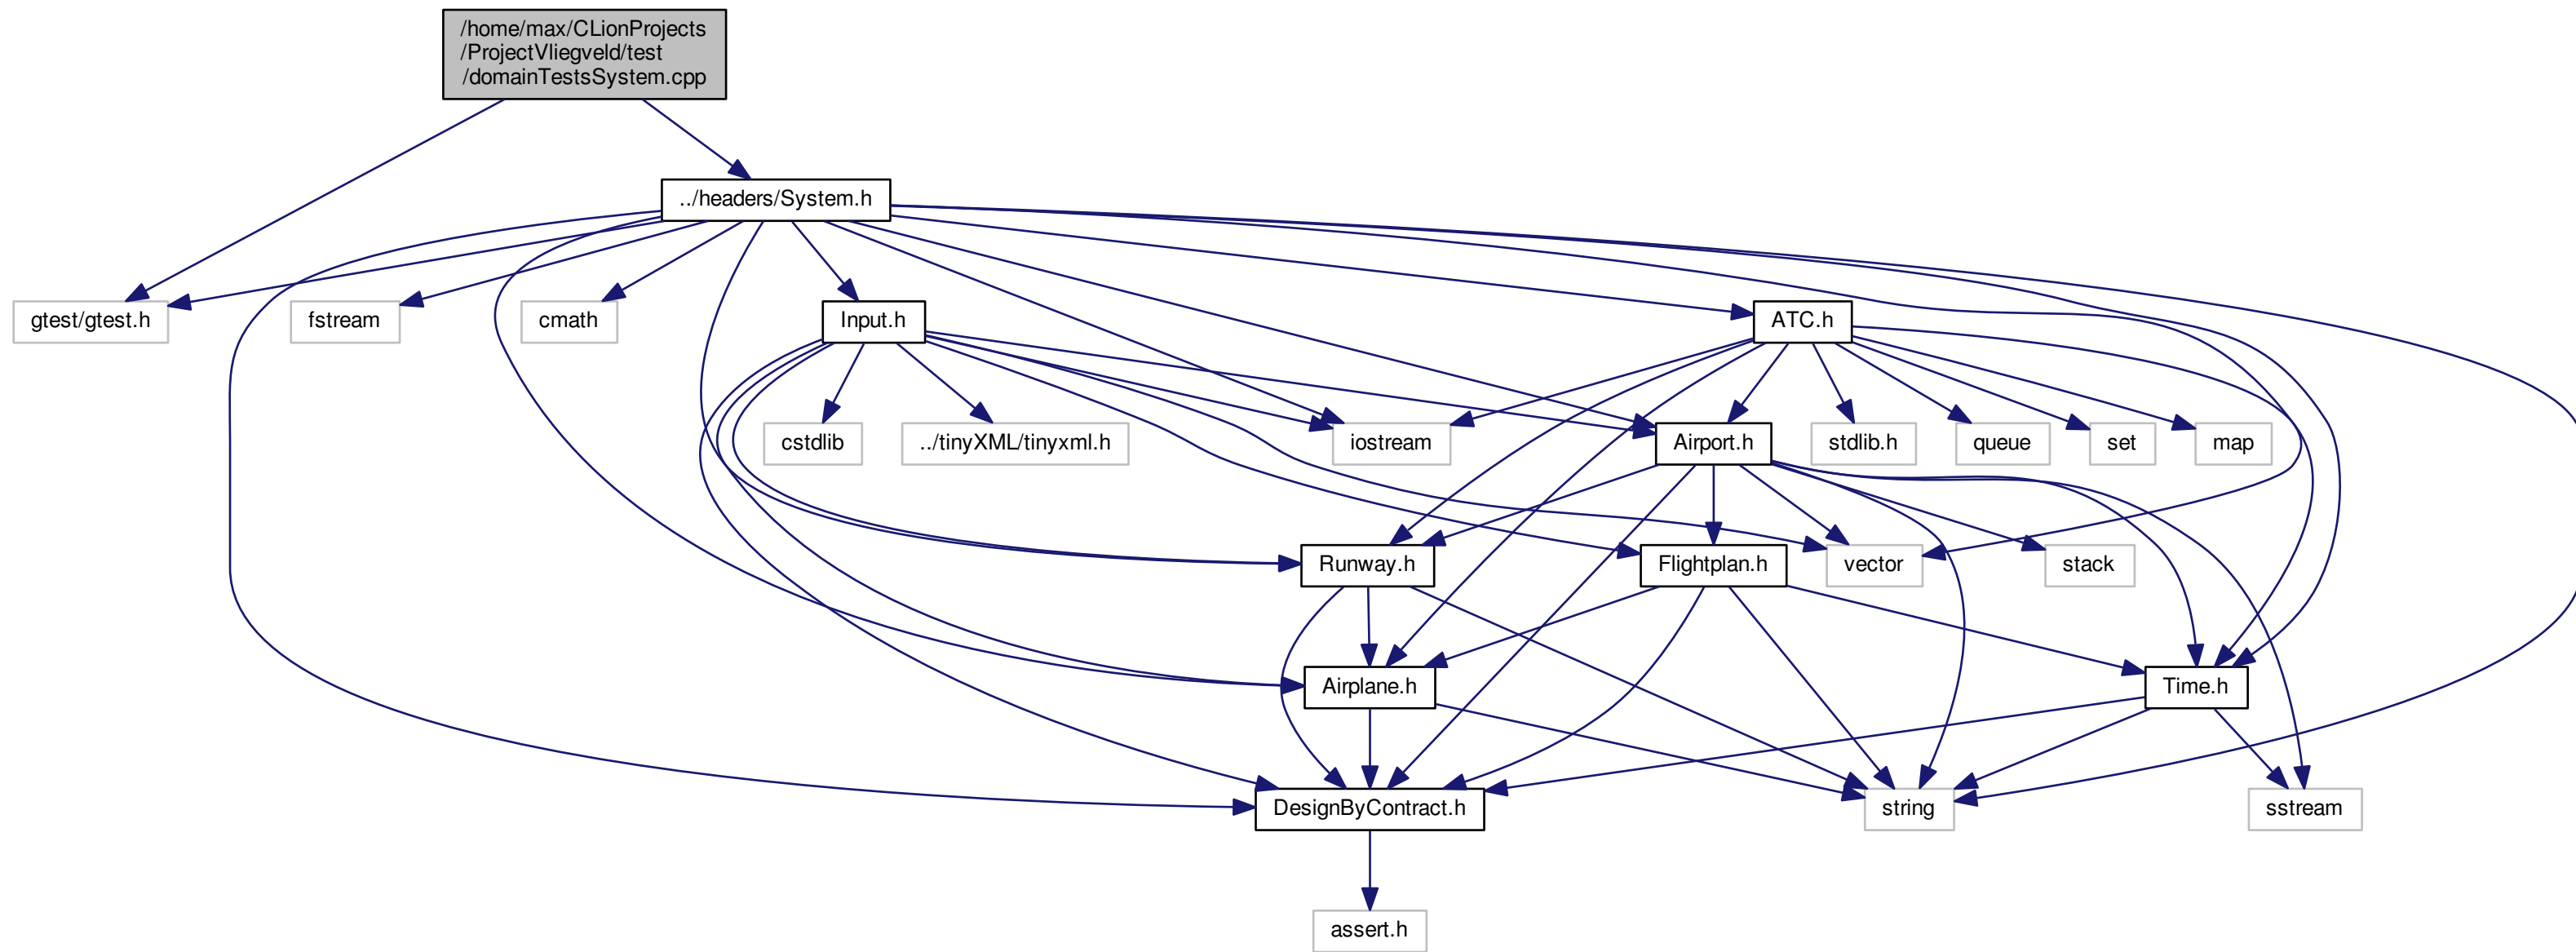 /home/max/CLionProjects
/ProjectVliegveld/test
/domainTestsSystem.cpp
../headers/System.h
gtest/gtest.h
fstream
cmath
Input.h
ATC.h
cstdlib
../tinyXML/tinyxml.h
iostream
Airport.h
stdlib.h
queue
set
map
Runway.h
Flightplan.h
vector
stack
Airplane.h
Time.h
DesignByContract.h
string
sstream
assert.h